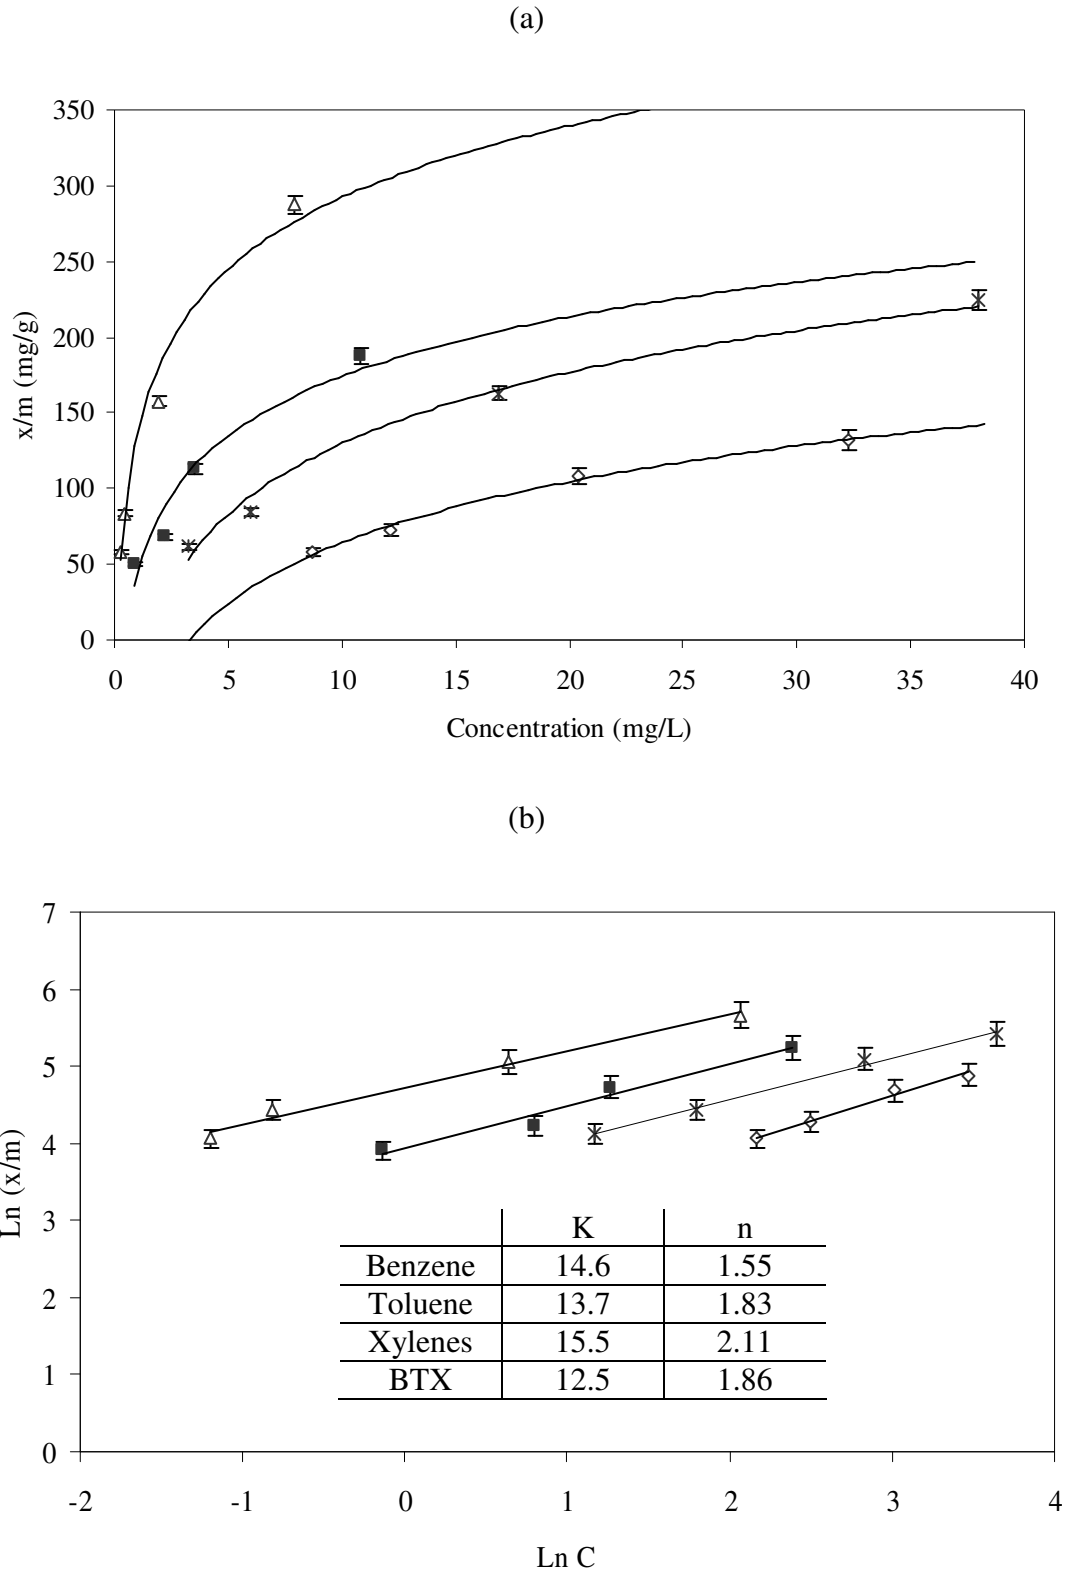 (a)
350
300
250
200
150
100
50
0
x/m (mg/g)
0 5 10 15 20 25 30 35 40
Concentration (mg/L)
(b)
7
6
5
4
3
2
1
0
Ln (x/m)
K n
Benzene 14.6 1.55
Toluene 13.7 1.83
Xylenes 15.5 2.11
BTX 12.5 1.86
-2 -1 0 1 2 3 4
Ln C